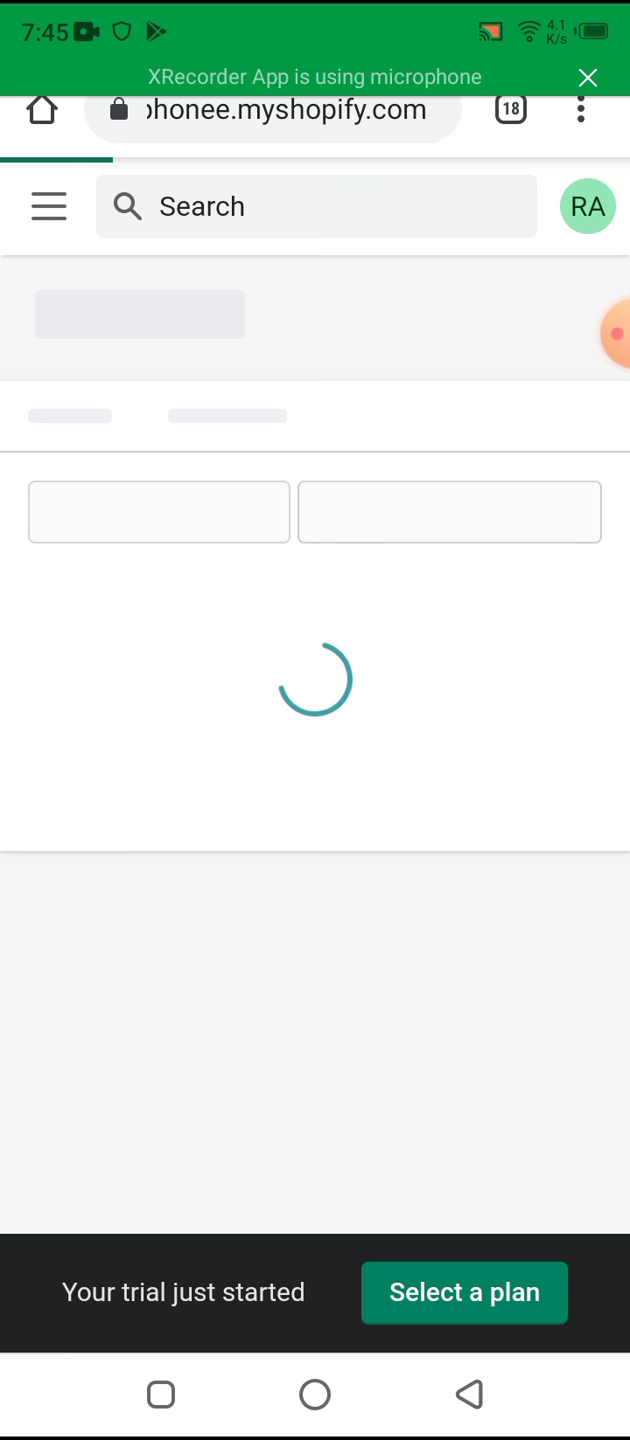 7:45
4.1
K/s
XRecorder App is using microphone
phonee.myshopify.com
18
Search
RA
Your trial just started
Select a plan